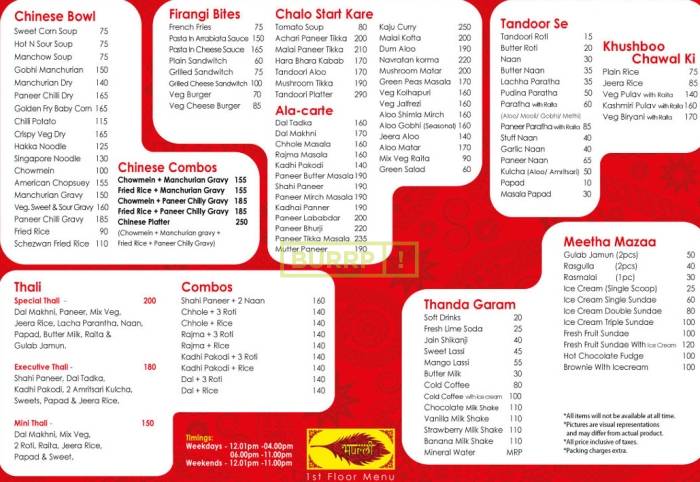 Chinese Bowl
Sweet Corn Soup 75
Hot N Sour Soup 75
Manchow Soup 75
Gobhi Manchurian 150
Manchurian Dry 140
Paneer Chilli Dry 165
Golden Fry Baby Corn 165
Chilli Potato 115
Crispy Veg Dry 165
Hakka Noodle 125
Singapore Noodle 130
Chowmein 100
American Chopsuey 155
Manchurian Gravy 150
Veg. Sweet & Sour Gravy 160
Paneer Chilli Gravy 185
Fried Rice 90
Schezwan Fried Rice 110
Firangi Bites
French Fries 75
Pasta In Arrabiata Sauce 150
Pasta In Cheese Sauce 165
Plain Sandwitch 60
Grilled Sandwitch 75
Grilled Cheese Sandwitch 100
Veg Burger 70
Veg Cheese Burger 85
Chinese Combos
Chowmein + Manchurian Gravy 155
Fried Rice + Manchurian Gravy 155
Chowmein + Paneer Chilly Gravy 185
Fried Rice + Paneer Chilly Gravy 185
Chinese Platter 250
(Chowmein + Manchurian gravy +
Fried Rice + Paneer Chilly Gravy)
Chalo Start Kare
Tomato Soup 80
Achari Paneer Tikka 200
Malai Paneer Tikka 210
Hara Bhara Kabab 170
Tandoori Aloo 170
Mushroom Tikka 140
Tandoori Platter 290
Ala-carte
Dal Tadka 160
Dal Makhni 170
Chhole Masala 170
Rajma Masala 170
Kadhi Pakodi 140
Paneer Butter Masala 190
Shahi Paneer 190
Paneer Mirch Masala 190
Kadhai Panner 190
Paneer Lababdar 200
Paneer Bhurji 220
Paneer Tikka Masala 235
Mutter Paneer 190
Kaju Curry 250
Malai Kofta 200
Dum Aloo 190
Navratan korma 220
Mushroom Matar 200
Green Peas Masala 170
Veg Kolhapuri 160
Veg Jalfrezi 160
Aloo Shimla Mirch 160
Aloo Gobhi (Seasonal) 160
Jeera Aloo 140
Aloo Matar 170
Mix Veg Raita 90
Green Salad 60
Tandoor Se
Tandoori Roti 15
Butter Roti 20
Naan 30
Butter Naan 35
Lachha Paratha 35
Pudina Paratha 50
Paratha with Raita 65
(Aloo/ Mooli/ Gobhi/ Methi)
Paneer Paratha with Raita 85
Stuff Naan 40
Garlic Naan 40
Paneer Naan 65
Kulcha (Aloo/ Amritsari) 50
Papad 10
Masala Papad 30
Khushboo
Chawal Ki
Plain Rice 75
Jeera Rice 85
Veg Pulav with Raita 140
Kashmiri Pulav with Raita 160
Veg Biryani with Raita 170
Thali
Special Thali - 200
Dal Makhni, Paneer, Mix Veg,
Jeera Rice, Lacha Parantha, Naan,
Papad, Butter Milk, Raita &
Gulab Jamun.
Executive Thali - 180
Shahi Paneer, Dal Tadka,
Kadhi Pakodi, 2 Amritsari Kulcha,
Sweets, Papad & Jeera Rice.
Mini Thali - 150
Dal Makhni, Mix Veg,
2 Roti, Raita, Jeera Rice,
Papad & Sweet.
Combos
Shahi Paneer + 2 Naan 160
Chhole + 3 Roti 140
Chhole + Rice 140
Rajma + 3 Roti 140
Rajma + Rice 140
Kadhi Pakodi + 3 Roti 140
Kadhi Pakodi + Rice 140
Dal + 3 Roti 140
Dal + Rice 140
BURRP !
Thanda Garam
Soft Drinks 20
Fresh Lime Soda 25
Jain Shikanji 40
Sweet Lassi 45
Mango Lassi 55
Butter Milk 30
Cold Coffee 80
Cold Coffee with Ice cream 100
Chocolate Milk Shake 110
Vanilla Milk Shake 110
Strawberry Milk Shake 110
Banana Milk Shake 110
Mineral Water MRP
Meetha Mazaa
Gulab Jamun (2pcs) 50
Rasgulla (2pcs) 40
Rasmalai (1pc) 30
Ice Cream (Single Scoop) 25
Ice Cream Single Sundae 60
Ice Cream Double Sundae 80
Ice Cream Triple Sundae 100
Fresh Fruit Sundae 100
Fresh Fruit Sundae With Ice Cream 120
Hot Chocolate Fudge 100
Brownie With Icecream 100
Timings:
Weekdays - 12.01pm -04.00pm
06.00pm -11.00pm
Weekends - 12.01pm -11.00pm
मुरली
1st Floor Menu
*All items will not be available at all time.
*Pictures are visual representations
and may differ from actual product.
*All price inclusive of taxes.
*Packing charges extra.